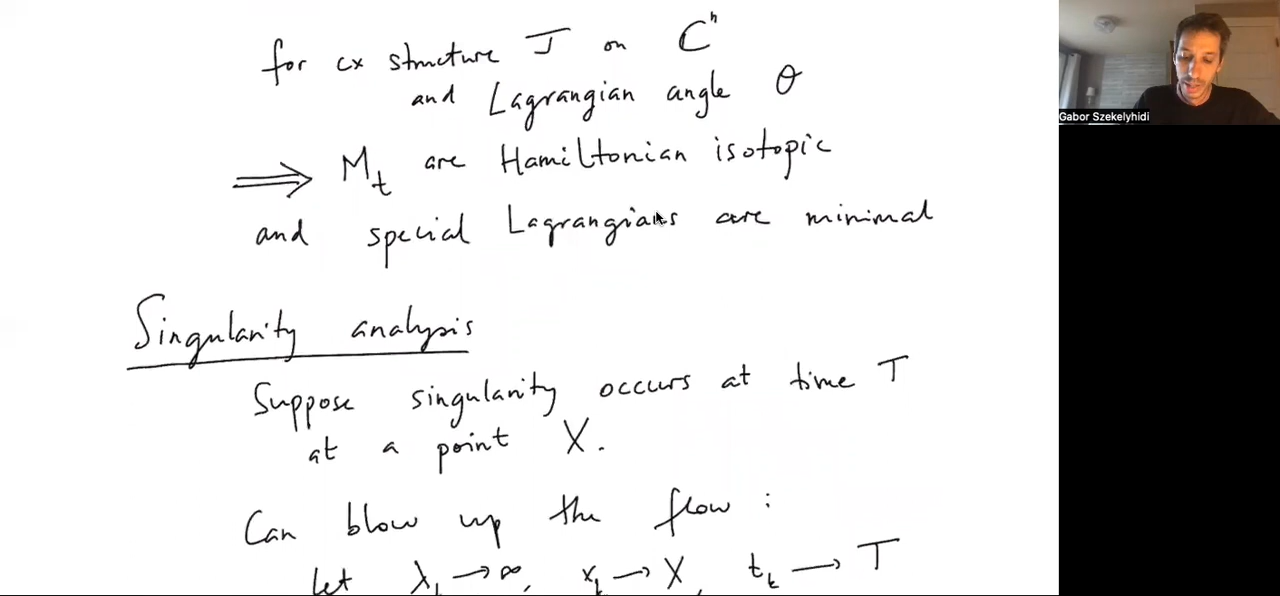 for cx structure J on Cⁿ
and Lagrangian angle θ
⟹ M_t are Hamiltonian isotopic
and special Lagrangians are minimal
Singularity analysis
Suppose singularity occurs at time T
at a point X.
Can blow up the flow :
let λ_k → ∞, x_k → X, t_k → T
Gabor Szekelyhidi